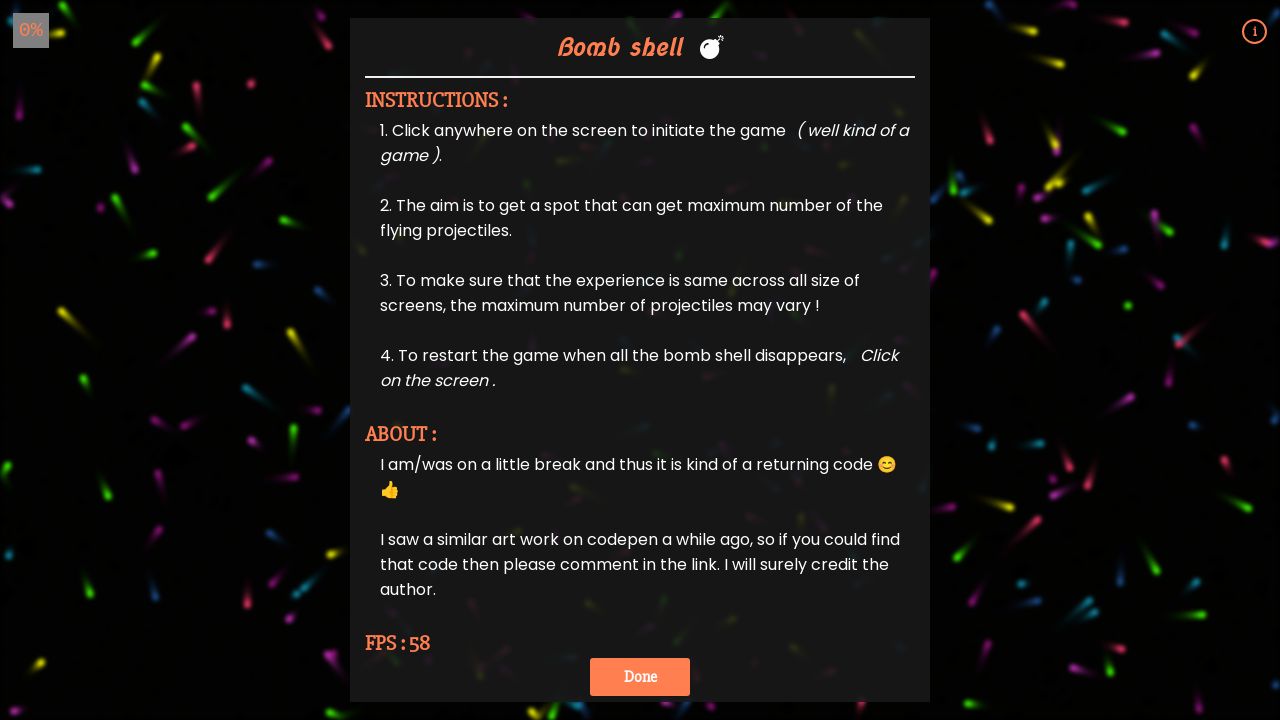 0%
i
Bomb shell 💣
INSTRUCTIONS :
1. Click anywhere on the screen to initiate the game ( well kind of a
game ).
2. The aim is to get a spot that can get maximum number of the
flying projectiles.
3. To make sure that the experience is same across all size of
screens, the maximum number of projectiles may vary !
4. To restart the game when all the bomb shell disappears, Click
on the screen .
ABOUT :
I am/was on a little break and thus it is kind of a returning code 😊
👍
I saw a similar art work on codepen a while ago, so if you could find
that code then please comment in the link. I will surely credit the
author.
FPS : 58
Done